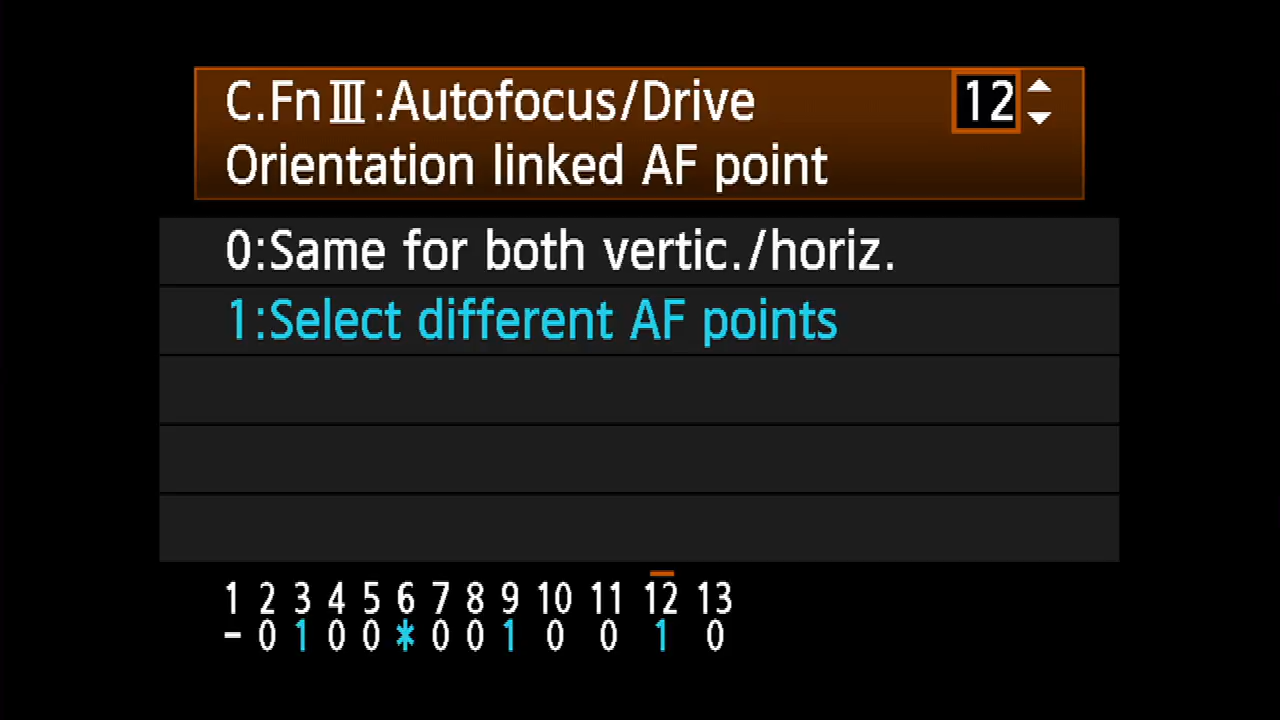 C.FnⅢ:Autofocus/Drive 12
Orientation linked AF point
0:Same for both vertic./horiz.
1:Select different AF points
1 2 3 4 5 6 7 8 9 10 11 12 13
– 0 1 0 0 * 0 0 1 0 0 1 0